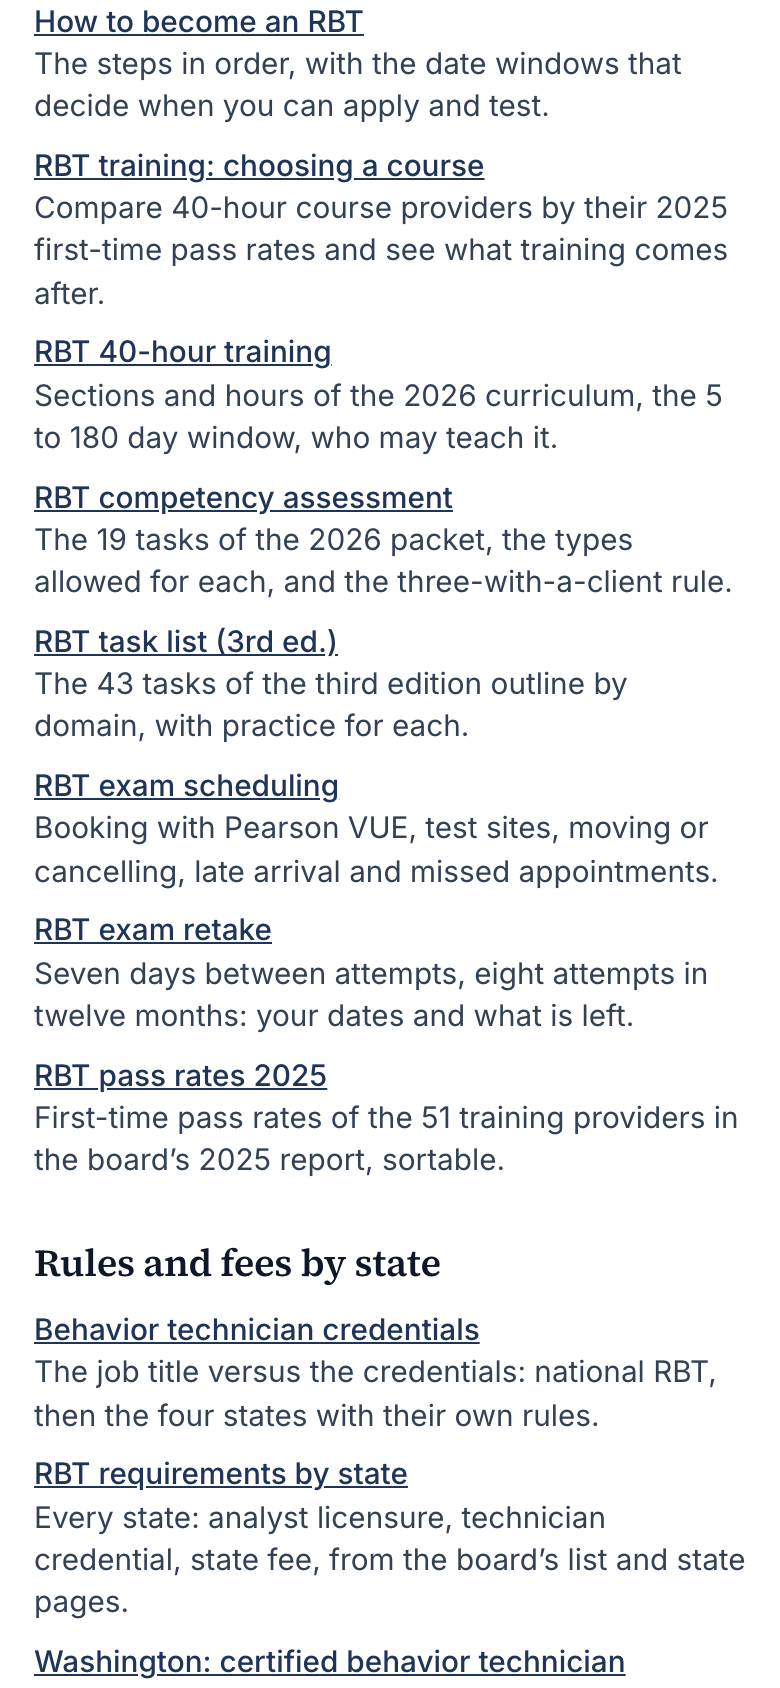 How to become an RBT
The steps in order, with the date windows that
decide when you can apply and test.
RBT training: choosing a course
Compare 40-hour course providers by their 2025
first-time pass rates and see what training comes
after.
RBT 40-hour training
Sections and hours of the 2026 curriculum, the 5
to 180 day window, who may teach it.
RBT competency assessment
The 19 tasks of the 2026 packet, the types
allowed for each, and the three-with-a-client rule.
RBT task list (3rd ed.)
The 43 tasks of the third edition outline by
domain, with practice for each.
RBT exam scheduling
Booking with Pearson VUE, test sites, moving or
cancelling, late arrival and missed appointments.
RBT exam retake
Seven days between attempts, eight attempts in
twelve months: your dates and what is left.
RBT pass rates 2025
First-time pass rates of the 51 training providers in
the board’s 2025 report, sortable.
Rules and fees by state
Behavior technician credentials
The job title versus the credentials: national RBT,
then the four states with their own rules.
RBT requirements by state
Every state: analyst licensure, technician
credential, state fee, from the board’s list and state
pages.
Washington: certified behavior technician